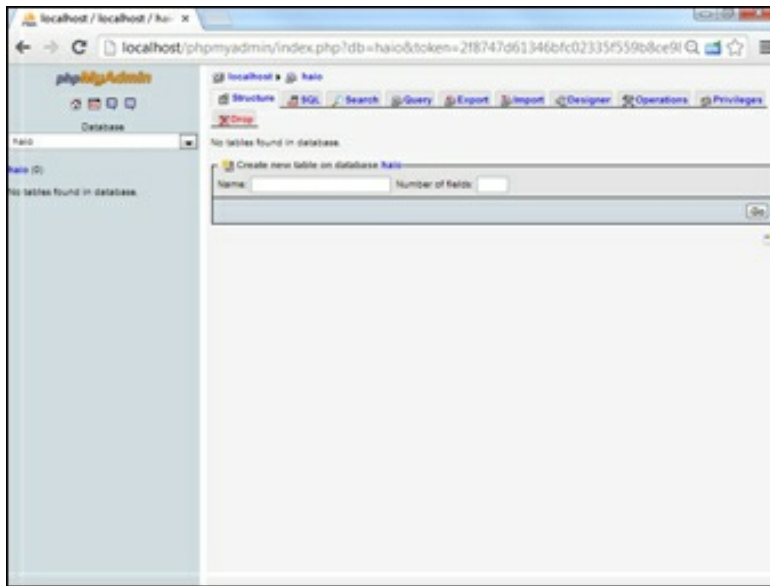 localhost / localhost / hai
localhost/phpmyadmin/index.php?db=haio&token=2f8747d61346bfc02335f559b8ce98
phpMyAdmin
Database
haio
haio (0)
No tables found in database.
localhost ▸ haio
Structure SQL Search Query Export Import Designer Operations Privileges
Drop
No tables found in database.
Create new table on database haio
Name: Number of fields:
Go